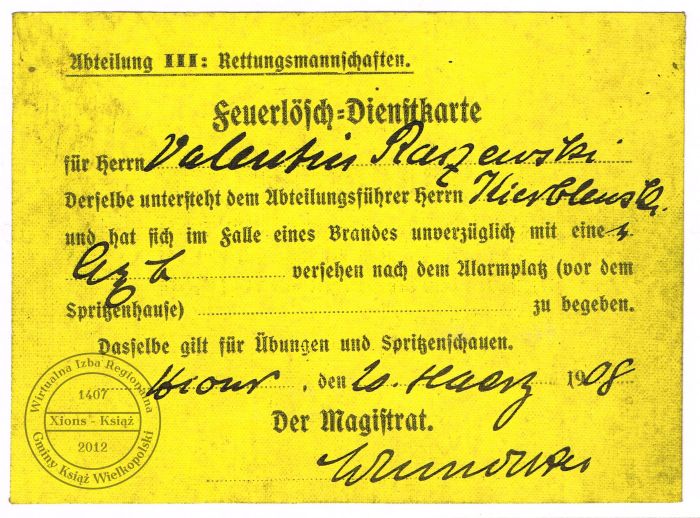 Abteilung III: Rettungsmannschaften.
Feuerlösch-Dienstkarte
für Herrn Valentin Raczewski
Derselbe untersteht dem Abteilungsführer Herrn
und hat sich im Falle eines Brandes unverzüglich mit eine
versehen nach dem Alarmplatz (vor dem
Spritzenhause) zu begeben.
Dasselbe gilt für Übungen und Spritzenschauen.
Xions, den 20. Maerz 1908
Der Magistrat.
Wirtualna Izba Regionalna
1407
Xions - Książ
2012
Gminy Książ Wielkopolski